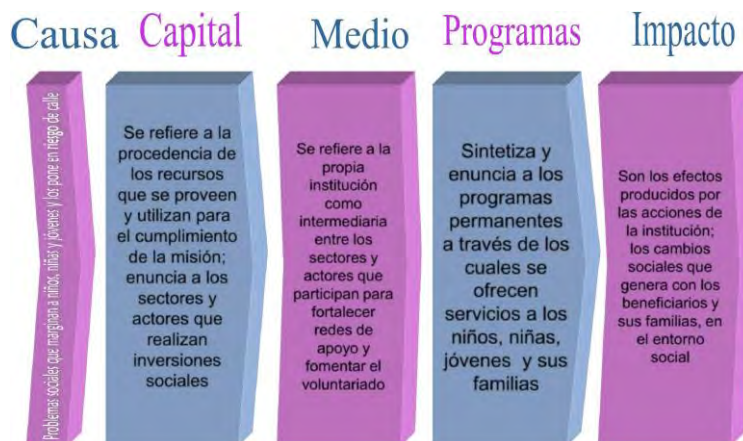 Causa
Capital
Medio
Programas
Impacto
Problemas sociales que marginan a niños, niñas y jóvenes y los pone en riesgo de calle
Se refiere a la
procedencia de
los recursos
que se proveen
y utilizan para
el cumplimiento
de la misión;
enuncia a los
sectores y
actores que
realizan
inversiones
sociales
Se refiere a la
propia
institución
como
intermediaria
entre los
sectores y
actores que
participan para
fortalecer
redes de
apoyo y
fomentar el
voluntariado
Sintetiza y
enuncia a los
programas
permanentes
a través de los
cuales se
ofrecen
servicios a los
niños, niñas,
jóvenes y sus
familias
Son los efectos
producidos por
las acciones de
la institución;
los cambios
sociales que
genera con los
beneficiarios y
sus familias, en
el entorno
social